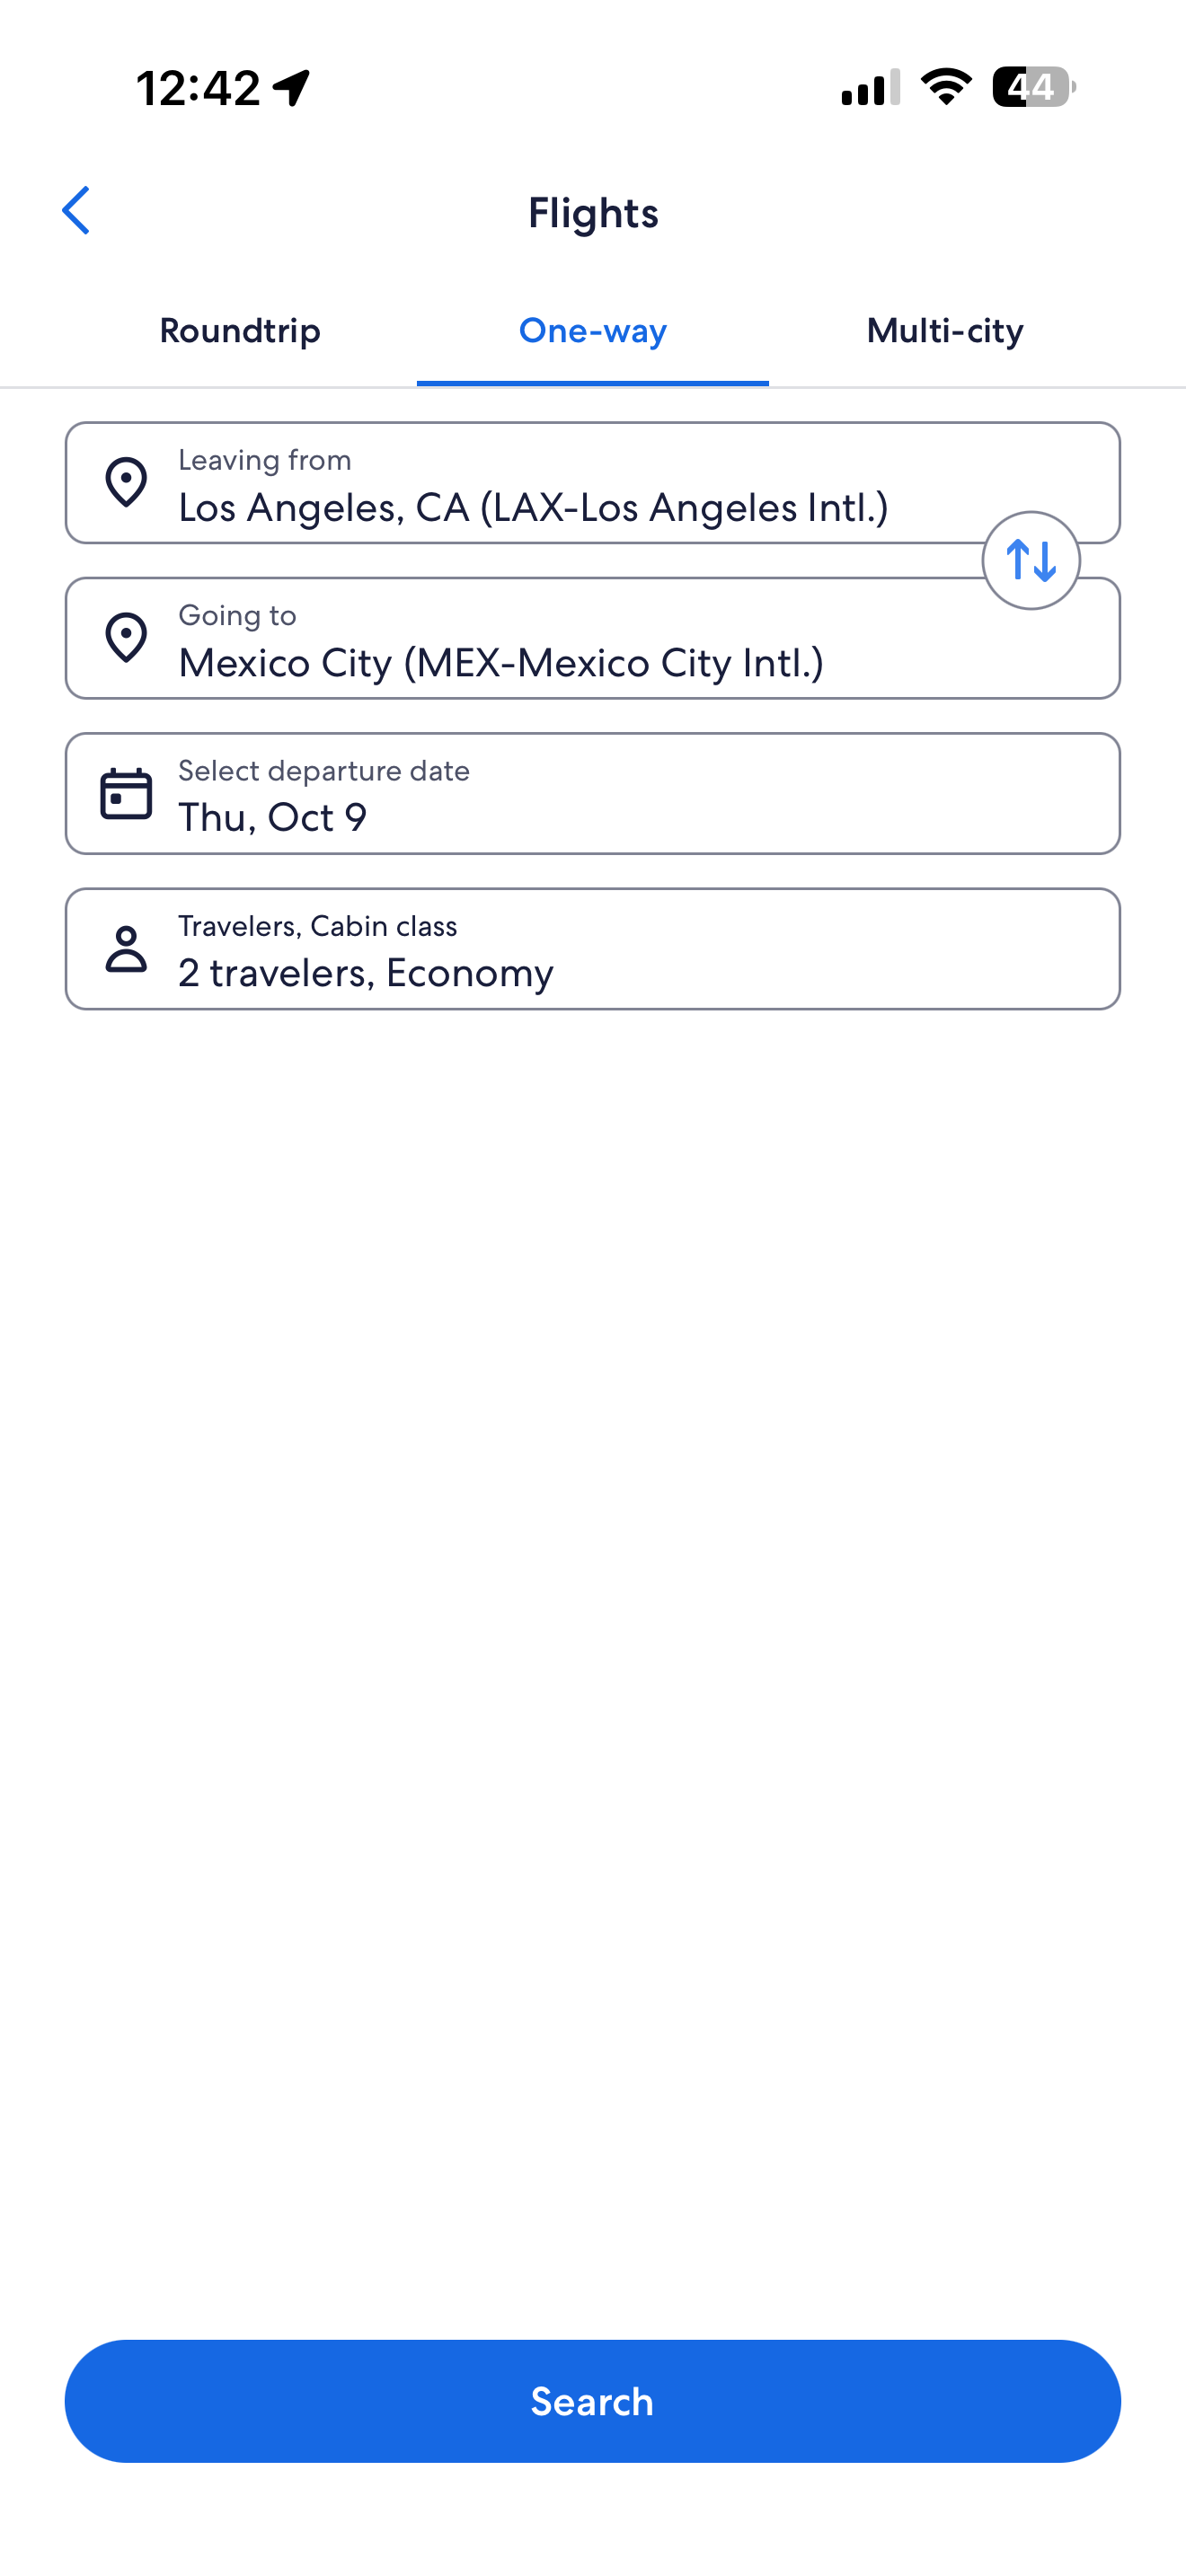 12:42
44
Flights
Roundtrip
One-way
Multi-city
Leaving from
Los Angeles, CA (LAX-Los Angeles Intl.)
Going to
Mexico City (MEX-Mexico City Intl.)
Select departure date
Thu, Oct 9
Travelers, Cabin class
2 travelers, Economy
Search